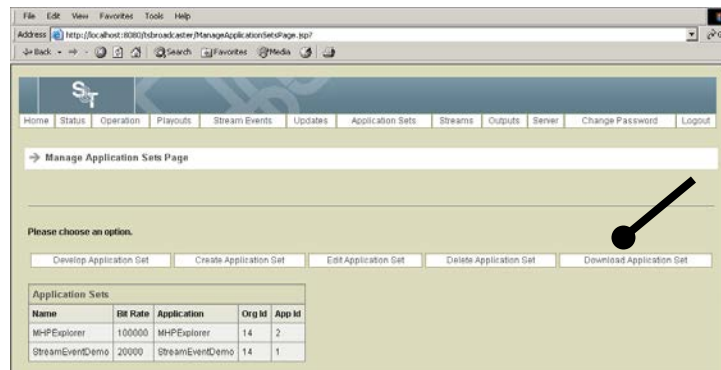 File Edit View Favorites Tools Help
Address http://localhost:8080/tsbroadcaster/ManageApplicationSetsPage.jsp?
Back Search Favorites Media
ST
Home Status Operation Playouts Stream Events Updates Application Sets Streams Outputs Server Change Password Logout
Manage Application Sets Page
Please choose an option.
Develop Application Set Create Application Set Edit Application Set Delete Application Set Download Application Set
Application Sets
Name Bit Rate Application Org Id App Id
MHPExplorer 100000 MHPExplorer 14 2
StreamEventDemo 20000 StreamEventDemo 14 1